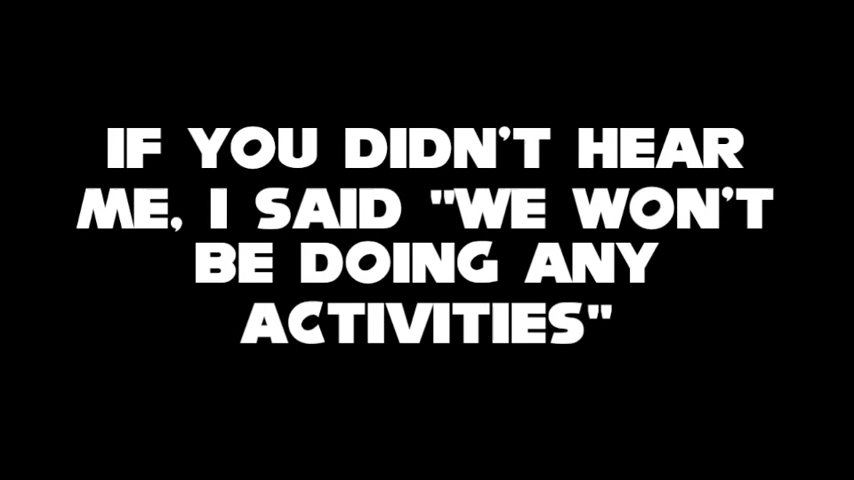 IF YOU DIDN'T HEAR
ME, I SAID "WE WON'T
BE DOING ANY
ACTIVITIES"